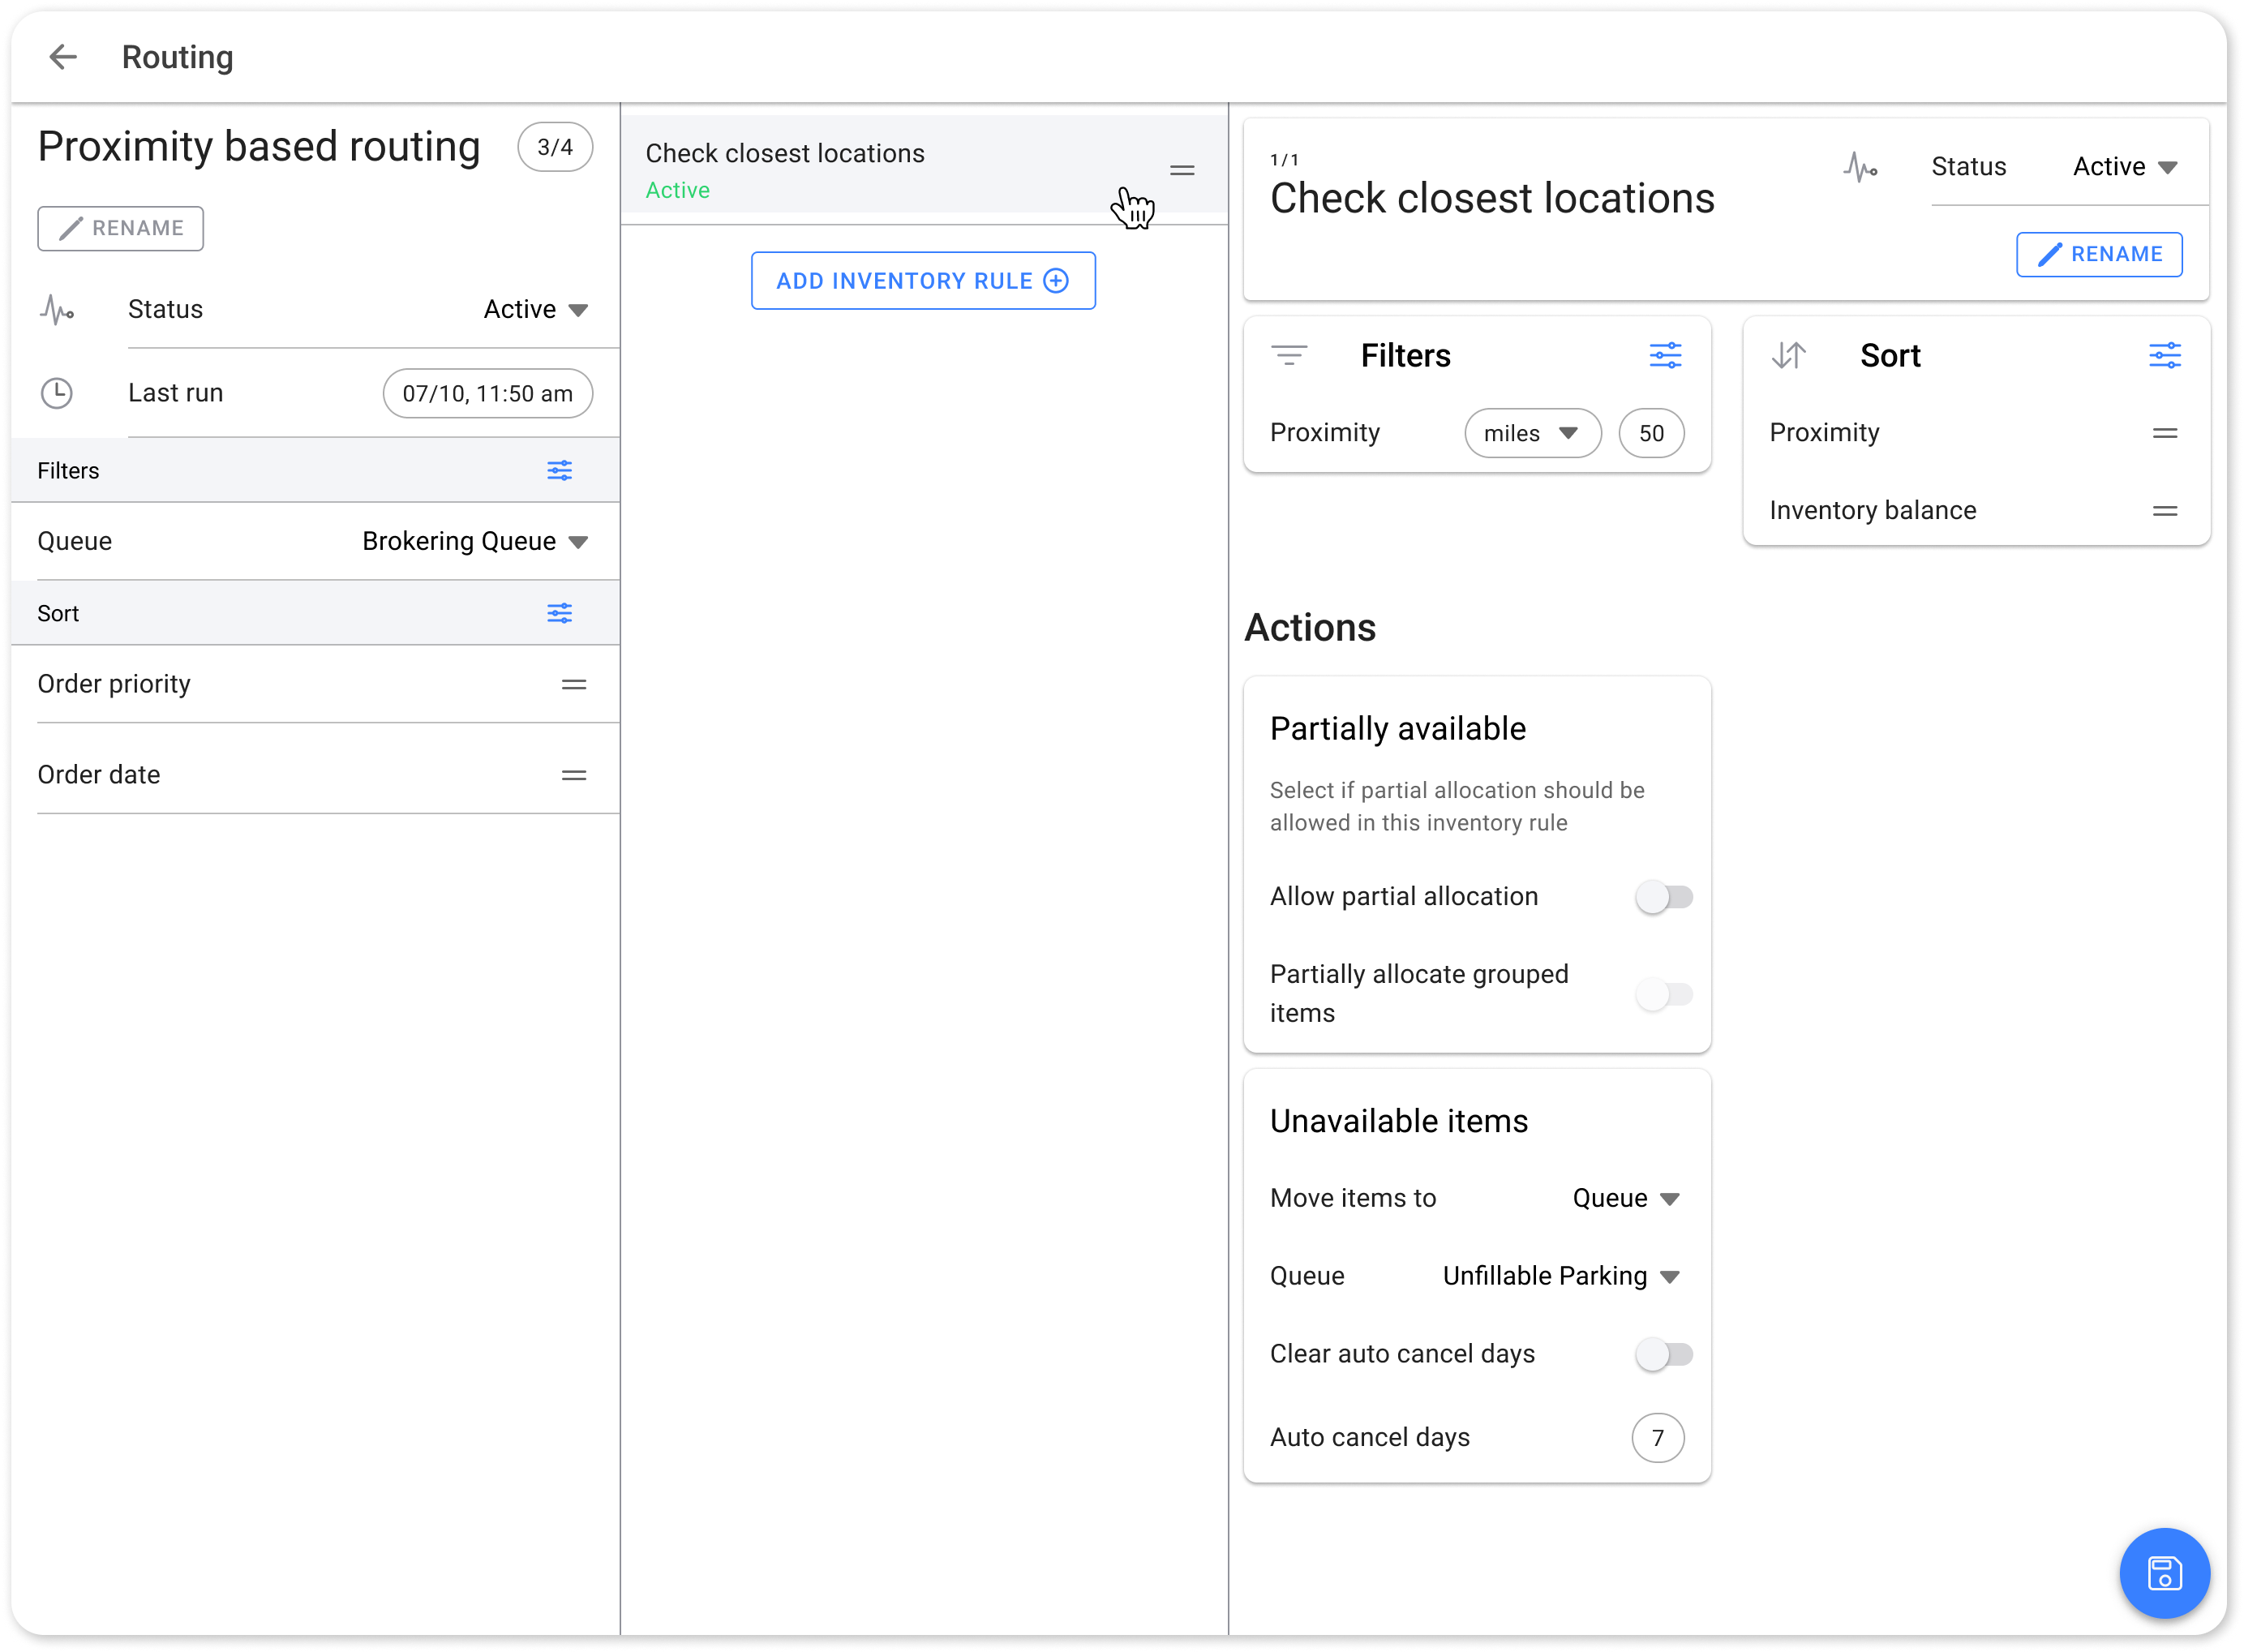 Routing
Proximity based routing
3/4
RENAME
Status
Active
Last run
07/10, 11:50 am
Filters
Queue
Brokering Queue
Sort
Order priority
Order date
Check closest locations
Active
ADD INVENTORY RULE
1/1
Check closest locations
Status
Active
RENAME
Filters
Proximity
miles
50
Sort
Proximity
Inventory balance
Actions
Partially available
Select if partial allocation should be
allowed in this inventory rule
Allow partial allocation
Partially allocate grouped
items
Unavailable items
Move items to
Queue
Queue
Unfillable Parking
Clear auto cancel days
Auto cancel days
7